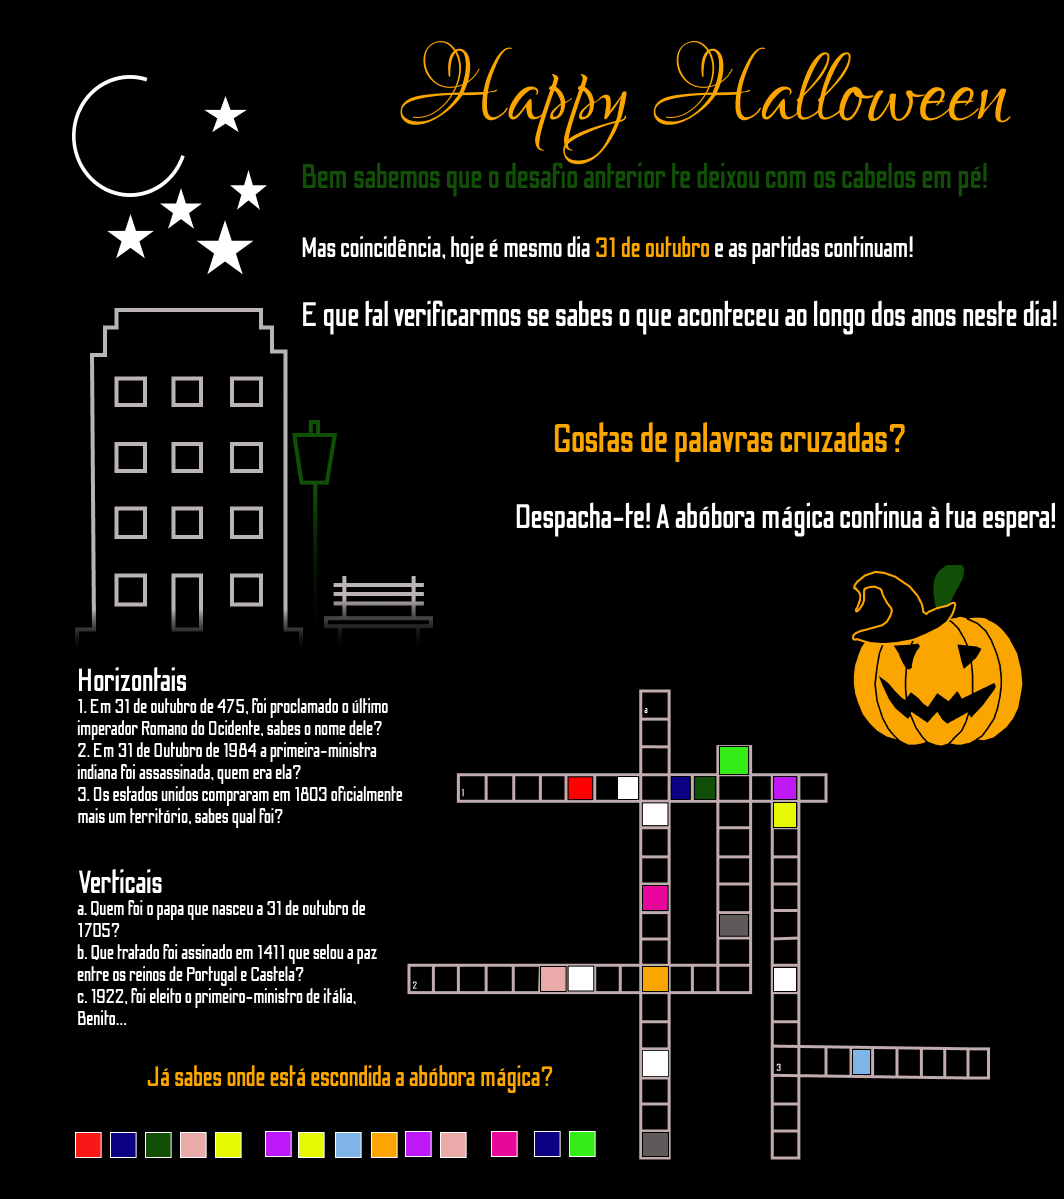 Happy Halloween
Bem sabemos que o desafio anterior te deixou com os cabelos em pé!
Mas coincidência, hoje é mesmo dia 31 de outubro e as partidas continuam!
E que tal verificarmos se sabes o que aconteceu ao longo dos anos neste dia!
Gostas de palavras cruzadas?
Despacha-te! A abóbora mágica continua à tua espera!
Horizontais
1. Em 31 de outubro de 475, foi proclamado o último
imperador Romano do Ocidente, sabes o nome dele?
2. Em 31 de Outubro de 1984 a primeira-ministra
indiana foi assassinada, quem era ela?
3. Os estados unidos compraram em 1803 oficialmente
mais um território, sabes qual foi?
Verticais
a. Quem foi o papa que nasceu a 31 de outubro de
1705?
b. Que tratado foi assinado em 1411 que selou a paz
entre os reinos de Portugal e Castela?
c. 1922, foi eleito o primeiro-ministro de itália,
Benito...
a
1
2
3
Já sabes onde está escondida a abóbora mágica?